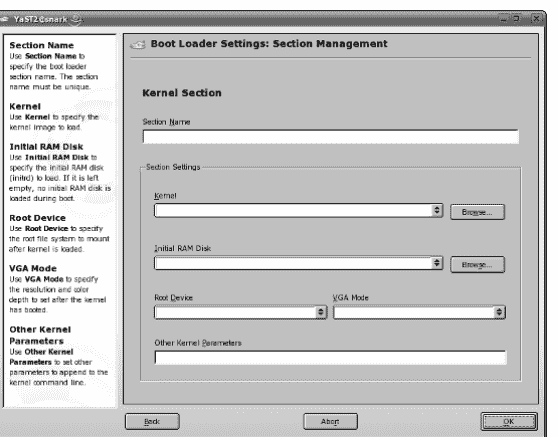 YaST2@snark
Section Name
Use Section Name to
specify the boot loader
section name. The section
name must be unique.
Kernel
Use Kernel to specify the
kernel image to load.
Initial RAM Disk
Use Initial RAM Disk to
specify the initial RAM disk
(initrd) to load. If it is left
empty, no initial RAM disk is
loaded during boot.
Root Device
Use Root Device to specify
the root file system to mount
after kernel is loaded.
VGA Mode
Use VGA Mode to specify
the resolution and color
depth to set after the kernel
has booted.
Other Kernel
Parameters
Use Other Kernel
Parameters to set other
parameters to append to the
kernel command line.
Boot Loader Settings: Section Management
Kernel Section
Section Name
Section Settings
Kernel
Browse...
Initial RAM Disk
Browse...
Root Device VGA Mode
Other Kernel Parameters
Back Abort OK